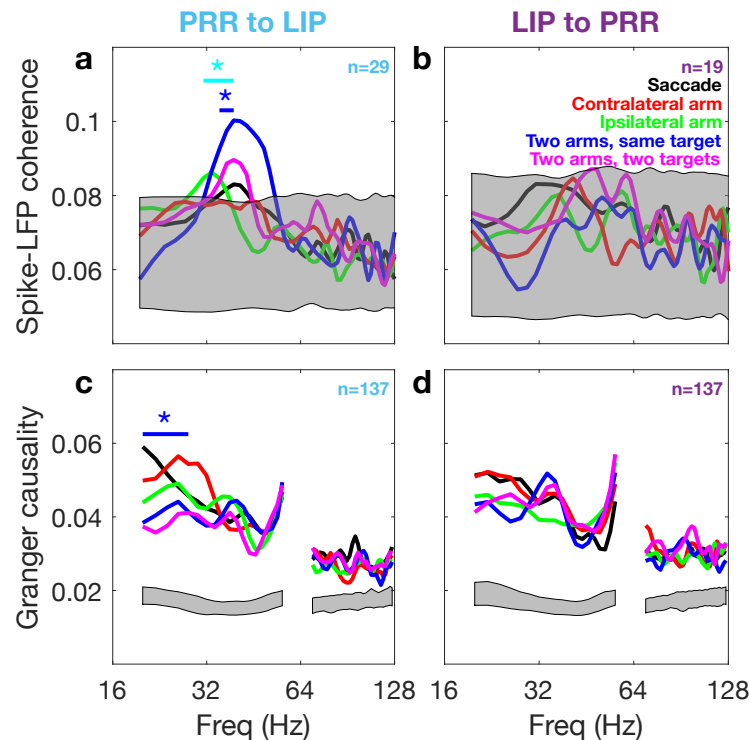 PRR to LIP
LIP to PRR
a
n=29
*
*
b
n=19
Saccade
Contralateral arm
Ipsilateral arm
Two arms, same target
Two arms, two targets
Spike-LFP coherence
0.1
0.08
0.06
c
n=137
*
d
n=137
Granger causality
0.06
0.04
0.02
16
32
64
128
16
32
64
128
Freq (Hz)
Freq (Hz)